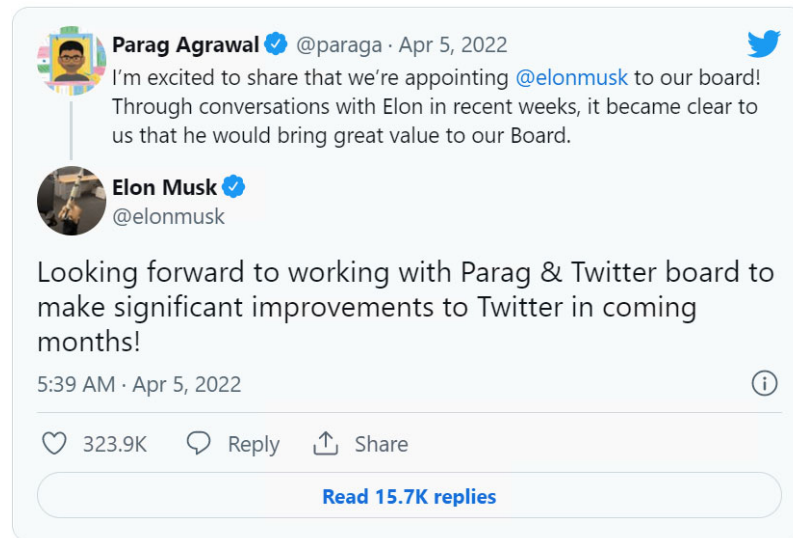 Parag Agrawal @paraga · Apr 5, 2022
I'm excited to share that we're appointing @elonmusk to our board!
Through conversations with Elon in recent weeks, it became clear to
us that he would bring great value to our Board.
Elon Musk
@elonmusk
Looking forward to working with Parag & Twitter board to
make significant improvements to Twitter in coming
months!
5:39 AM · Apr 5, 2022
323.9K Reply Share
Read 15.7K replies